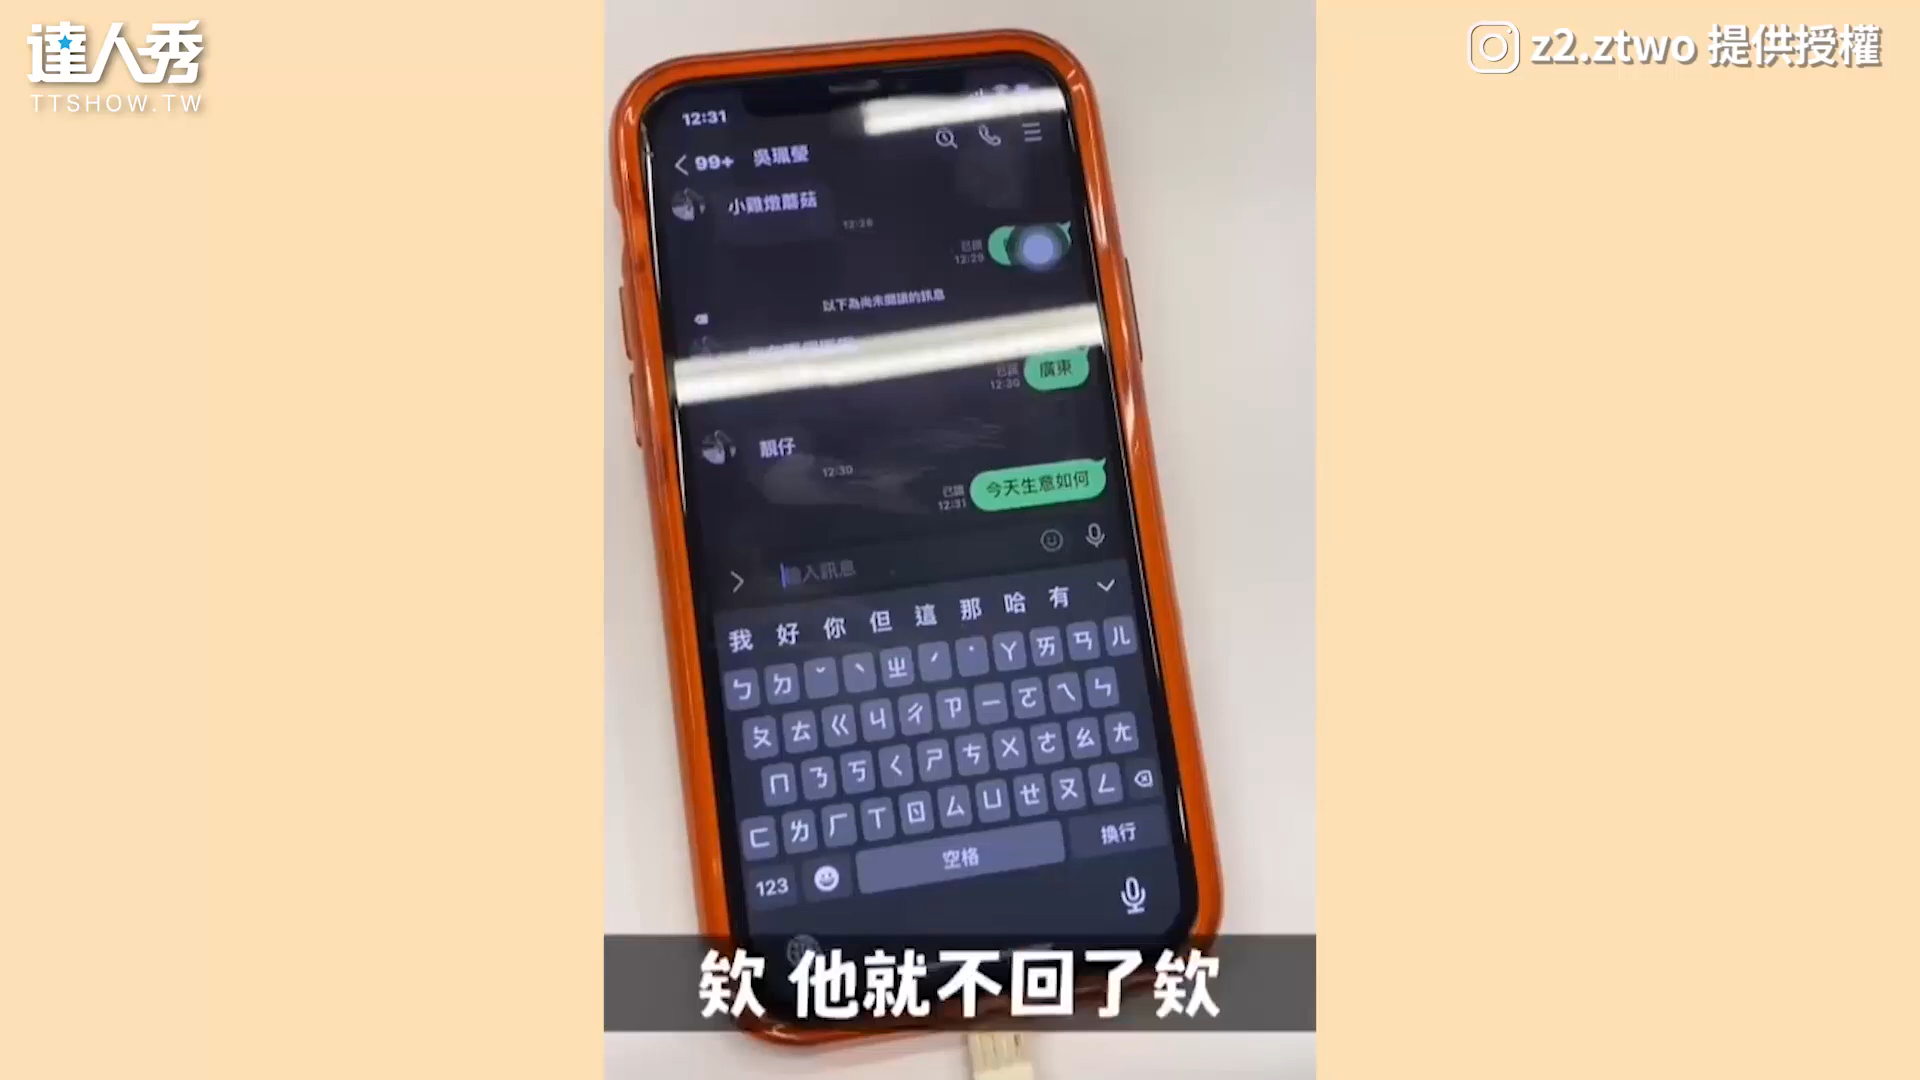 達人秀
TTSHOW.TW
z2.ztwo 提供授權
12:31
99+ 吳珮瑩
小雞燉蘑菇
12:28
已讀
12:29
以下為尚未閱讀的訊息
已讀
12:30
廣東
靚仔
12:30
已讀
12:31
今天生意如何
輸入訊息
我 好 你 但 這 那 哈 有
ㄅ ㄉ ˇ ˋ ㄓ ˊ ˙ ㄚ ㄞ ㄢ ㄦ
ㄆ ㄊ ㄍ ㄐ ㄔ ㄗ ㄧ ㄛ ㄟ ㄣ
ㄇ ㄋ ㄎ ㄑ ㄕ ㄘ ㄨ ㄜ ㄠ ㄤ
ㄈ ㄌ ㄏ ㄒ ㄖ ㄙ ㄩ ㄝ ㄡ ㄥ
123 空格 換行
欸 他就不回了欸